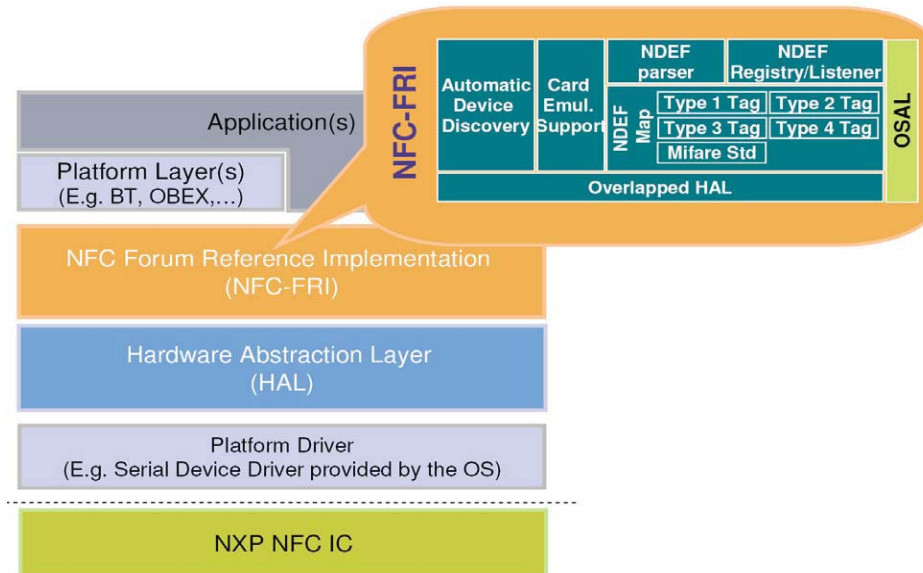 Application(s)
Platform Layer(s)
(E.g. BT, OBEX,...)
NFC Forum Reference Implementation
(NFC-FRI)
Hardware Abstraction Layer
(HAL)
Platform Driver
(E.g. Serial Device Driver provided by the OS)
NXP NFC IC
NFC-FRI
Automatic
Device
Discovery
Card
Emul.
Support
NDEF
parser
NDEF
Registry/Listener
NDEF
Map
Type 1 Tag
Type 2 Tag
Type 3 Tag
Type 4 Tag
Mifare Std
Overlapped HAL
OSAL